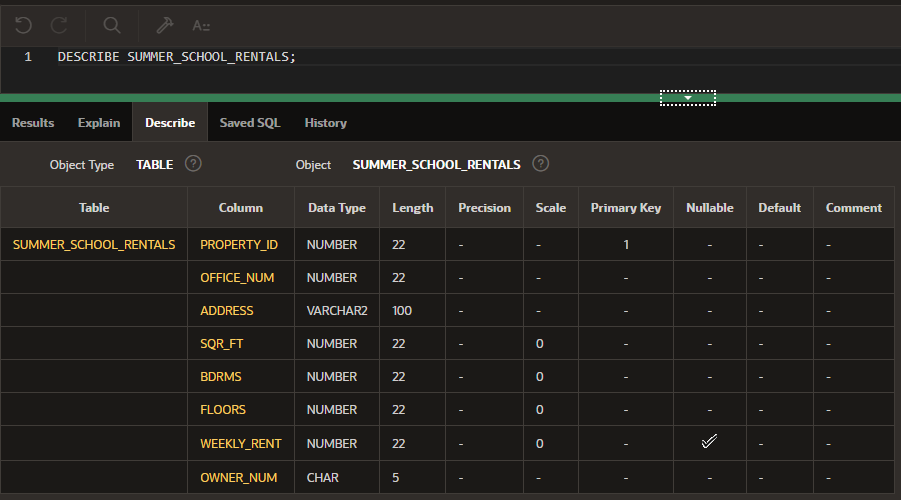 A::
1 DESCRIBE SUMMER_SCHOOL_RENTALS;
Results Explain Describe Saved SQL History
Object Type TABLE ? Object SUMMER_SCHOOL_RENTALS ?
Table Column Data Type Length Precision Scale Primary Key Nullable Default Comment
SUMMER_SCHOOL_RENTALS PROPERTY_ID NUMBER 22 - - 1 - - -
OFFICE_NUM NUMBER 22 - - - - - -
ADDRESS VARCHAR2 100 - - - - - -
SQR_FT NUMBER 22 - 0 - - - -
BDRMS NUMBER 22 - 0 - - - -
FLOORS NUMBER 22 - 0 - - - -
WEEKLY_RENT NUMBER 22 - 0 - ✓ - -
OWNER_NUM CHAR 5 - - - - - -